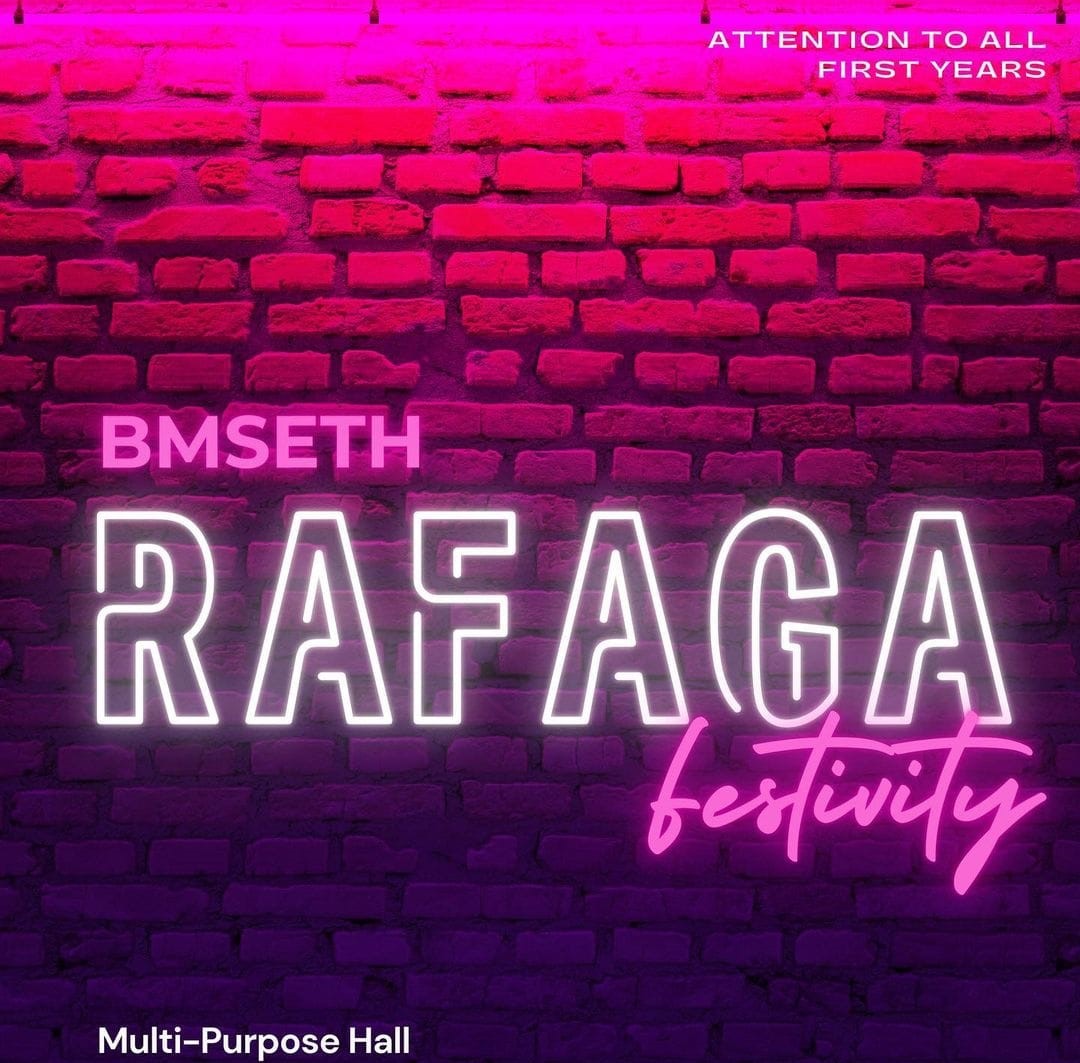 ATTENTION TO ALL
FIRST YEARS
BMSETH
RAFAGA
festivity
Multi-Purpose Hall